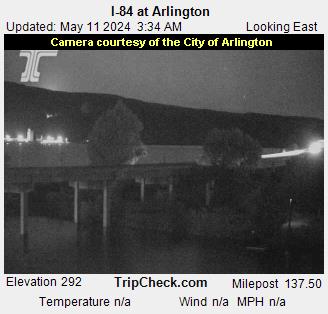 I-84 at Arlington
Updated: May 11 2024 3:34 AM Looking East
Camera courtesy of the City of Arlington
Elevation 292 TripCheck.com Milepost 137.50
Temperature n/a Wind n/a MPH n/a